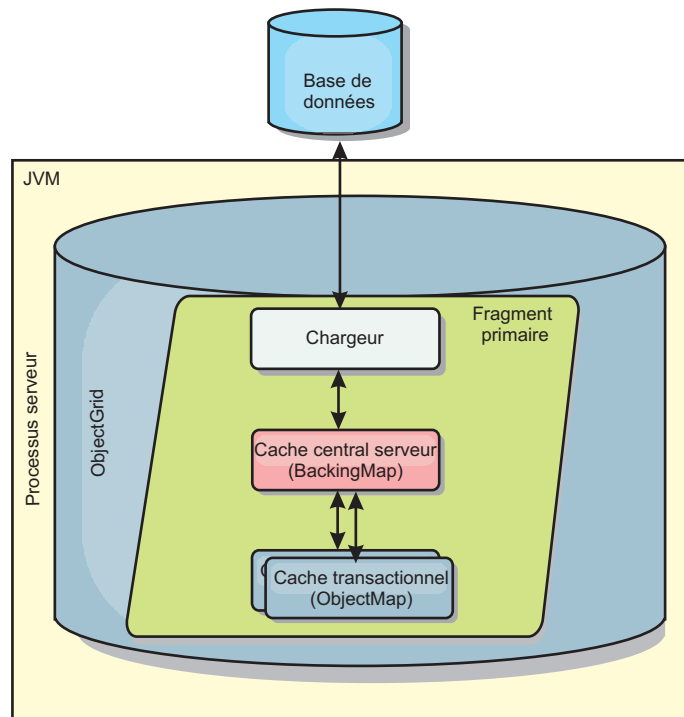 Base de
données
JVM
Fragment
primaire
Chargeur
Cache central serveur
(BackingMap)
Cache transactionnel
(ObjectMap)
ObjectGrid
Processus serveur